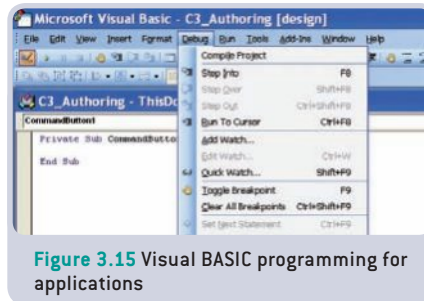 Microsoft Visual Basic - C3_Authoring [design]
File Edit View Insert Format Debug Run Tools Add-Ins Window Help
Compile Project
Step Into F8
Step Over Shift+F8
Step Out Ctrl+Shift+F8
Run To Cursor Ctrl+F8
Add Watch...
Edit Watch... Ctrl+W
Quick Watch... Shift+F9
Toggle Breakpoint F9
Clear All Breakpoints Ctrl+Shift+F9
Set Next Statement Ctrl+F9
C3_Authoring - ThisDo
CommandButton1
Private Sub CommandButto
End Sub
Figure 3.15 Visual BASIC programming for
applications